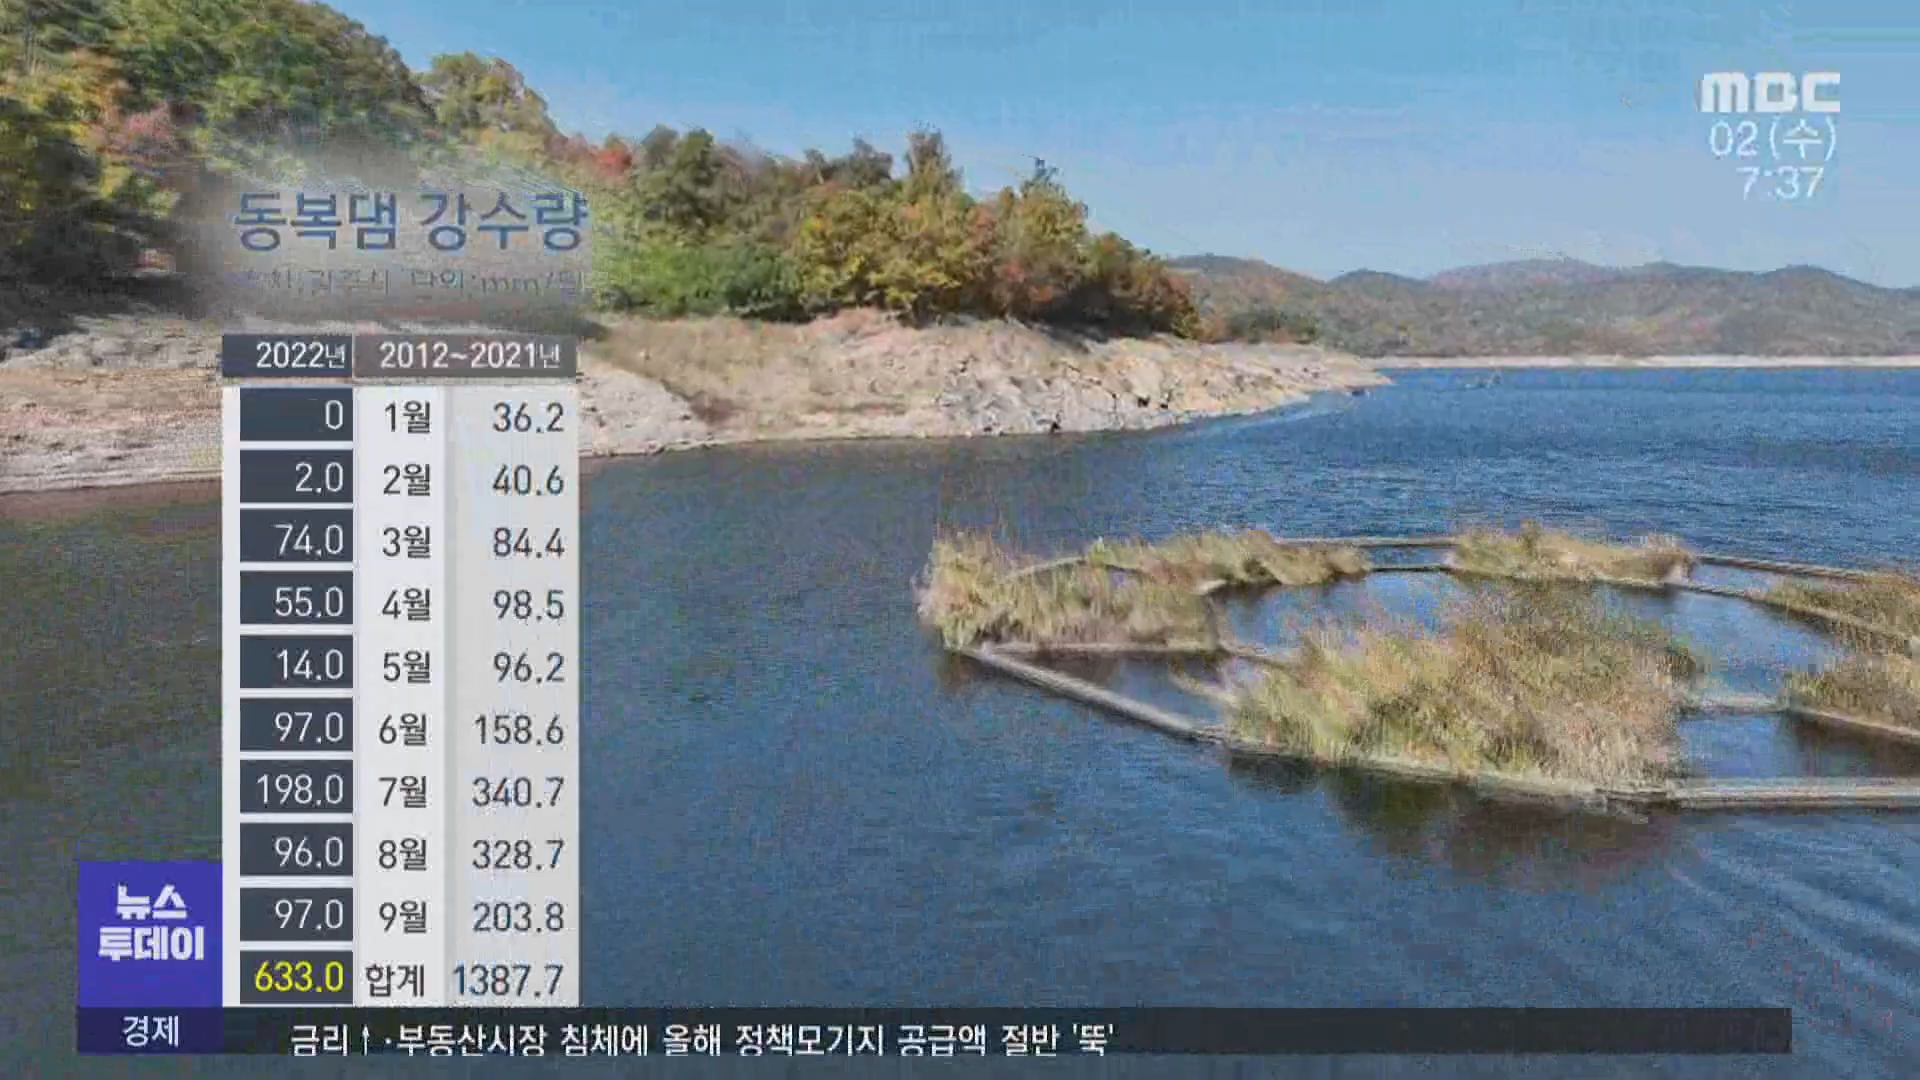 MBC
02 (수)
7:37
동복댐 강수량
단위:mm/월
2022년 2012~2021년
0 1월 36.2
2.0 2월 40.6
74.0 3월 84.4
55.0 4월 98.5
14.0 5월 96.2
97.0 6월 158.6
198.0 7월 340.7
96.0 8월 328.7
97.0 9월 203.8
633.0 합계 1387.7
뉴스
투데이
경제
금리↑·부동산시장 침체에 올해 정책모기지 공급액 절반 '뚝'